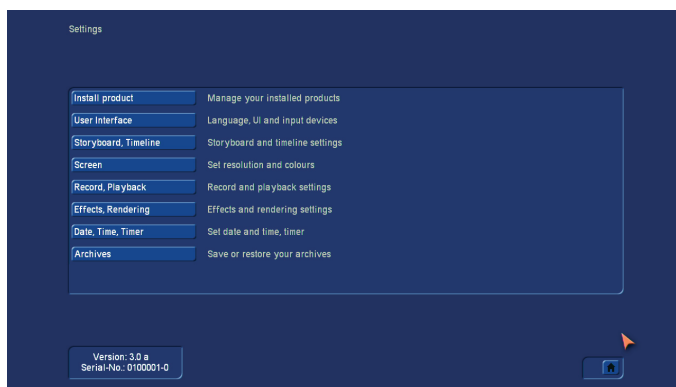 Settings
Install product Manage your installed products
User Interface Language, UI and input devices
Storyboard, Timeline Storyboard and timeline settings
Screen Set resolution and colours
Record, Playback Record and playback settings
Effects, Rendering Effects and rendering settings
Date, Time, Timer Set date and time, timer
Archives Save or restore your archives
Version: 3.0 a
Serial-No.: 0100001-0